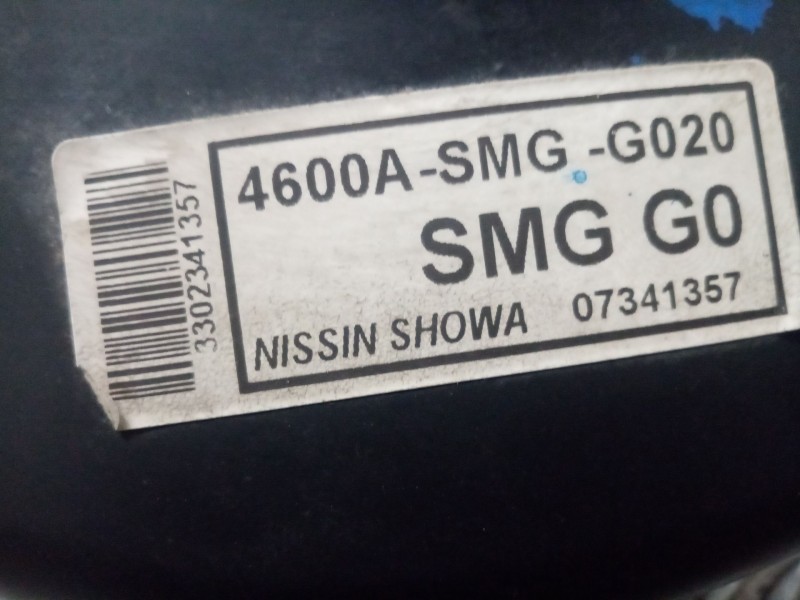 3302341357
4600A-SMG -G020
SMG G0
NISSIN SHOWA 07341357